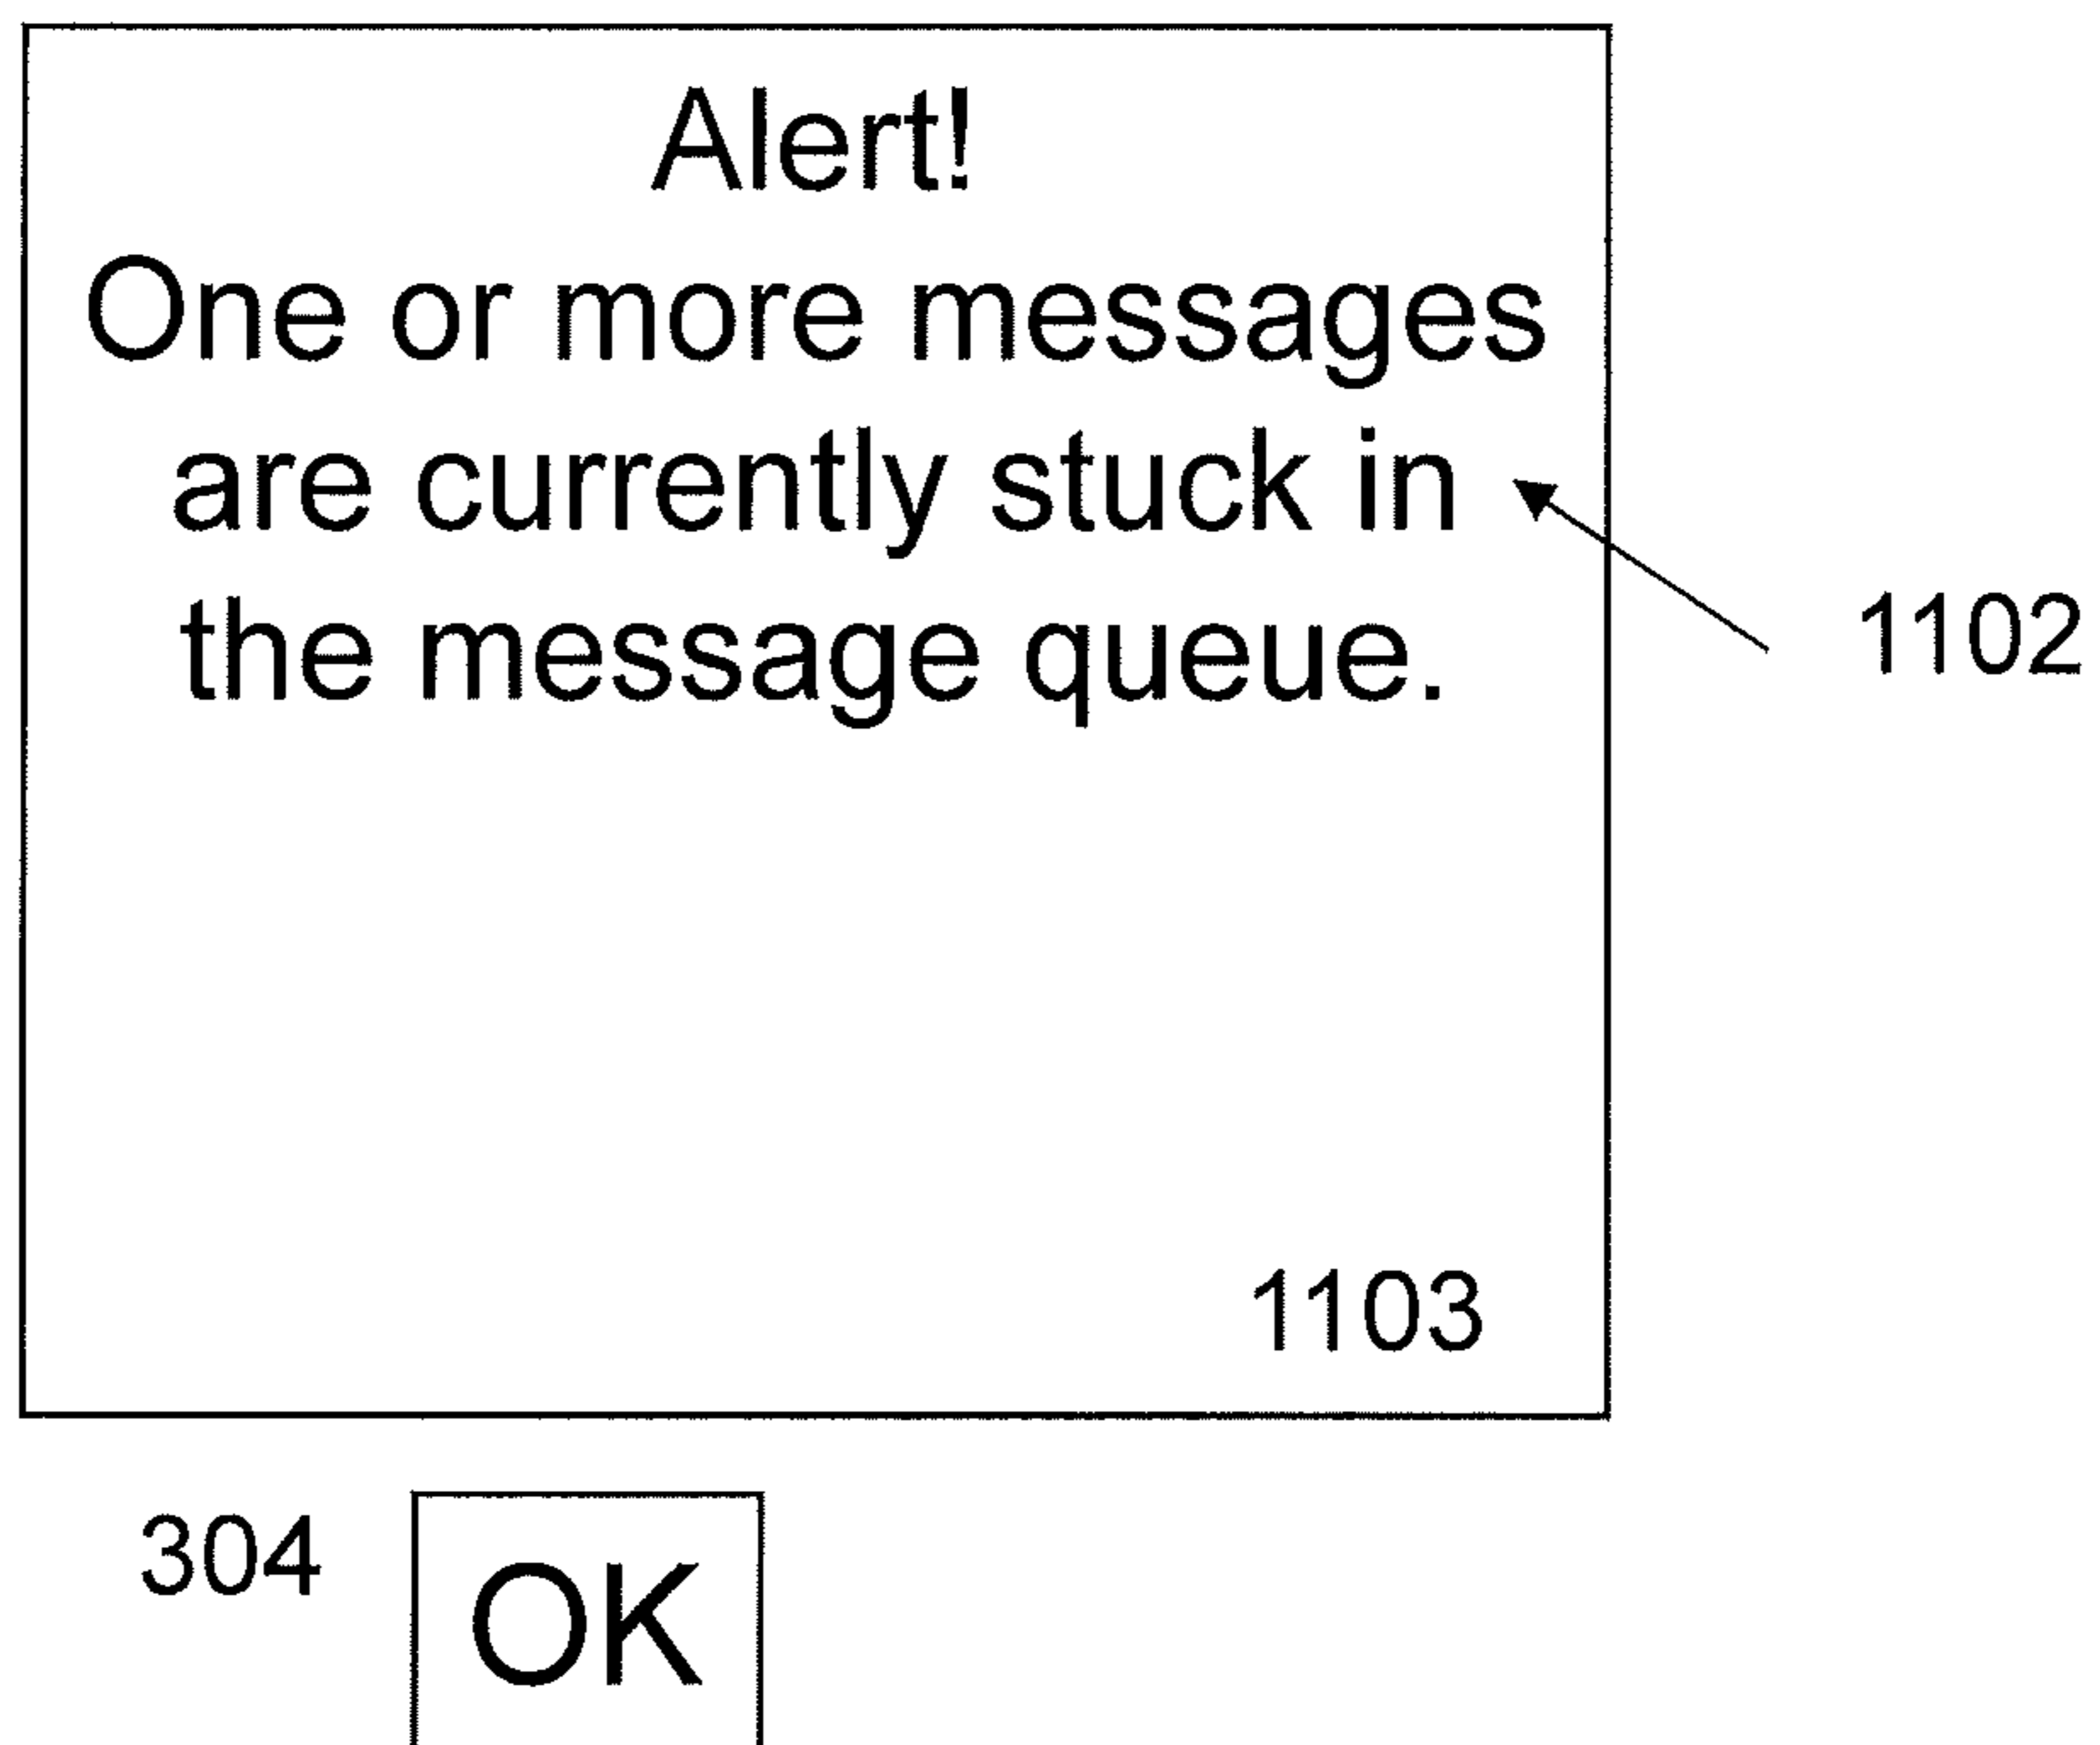 Alert!
One or more messages
are currently stuck in
the message queue.
1102
1103
304
OK